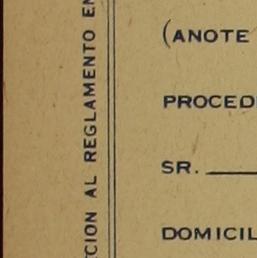 CION AL REGLAMENTO EN
(ANOTE
PROCED
SR.
DOMICIL